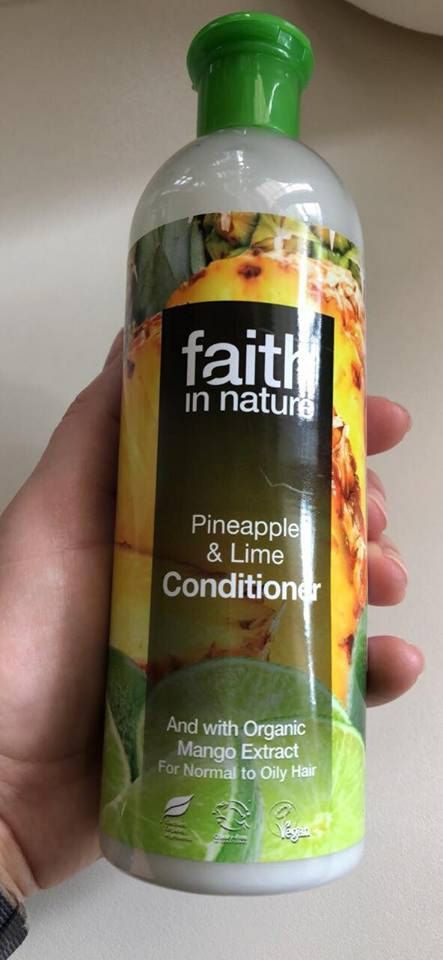 faith
in nature
Pineapple
& Lime
Conditioner
And with Organic
Mango Extract
For Normal to Oily Hair
Vegan